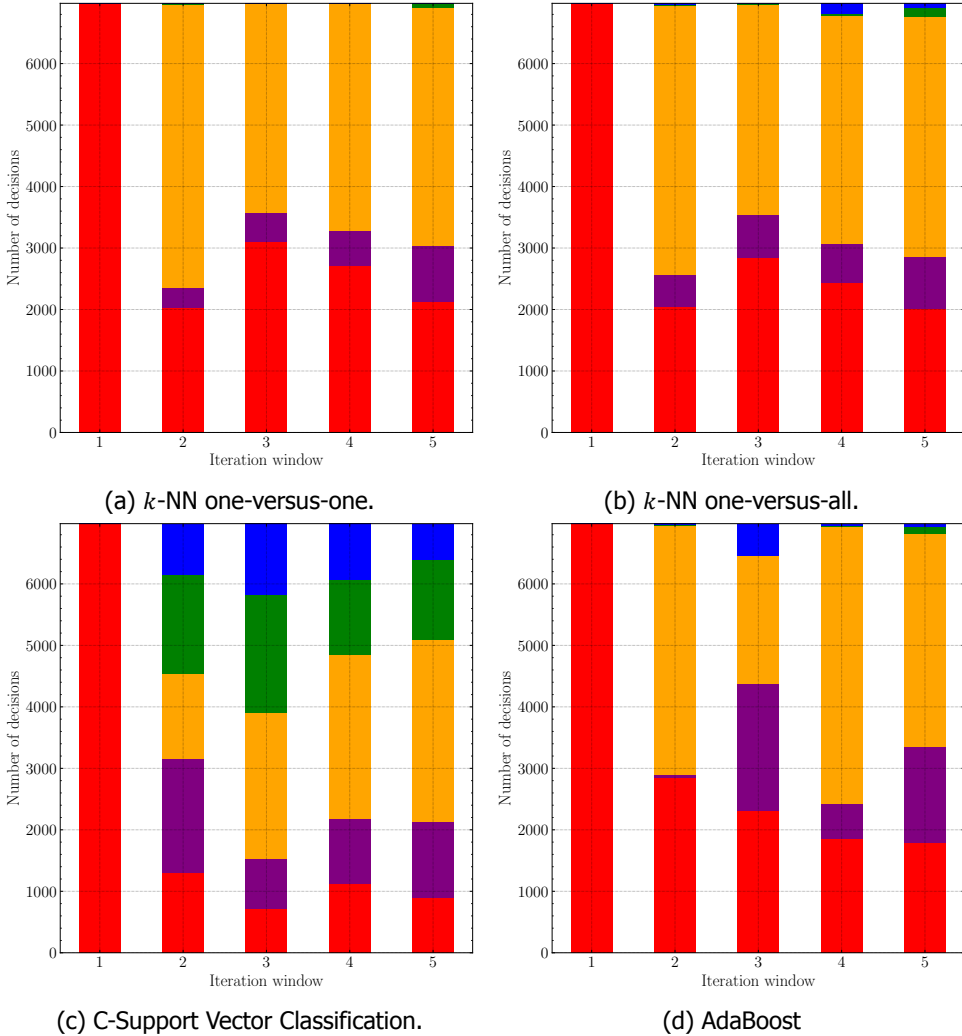 6000
5000
4000
3000
2000
1000
0
Number of decisions
1 2 3 4 5
Iteration window
(a) k-NN one-versus-one.
6000
5000
4000
3000
2000
1000
0
Number of decisions
1 2 3 4 5
Iteration window
(b) k-NN one-versus-all.
6000
5000
4000
3000
2000
1000
0
Number of decisions
1 2 3 4 5
Iteration window
(c) C-Support Vector Classification.
6000
5000
4000
3000
2000
1000
0
Number of decisions
1 2 3 4 5
Iteration window
(d) AdaBoost